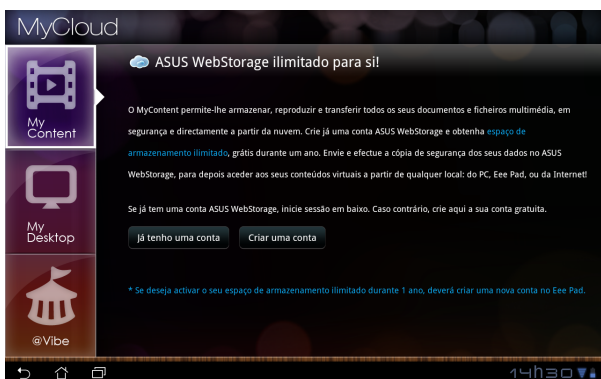 MyCloud
ASUS WebStorage ilimitado para si!
My
Content
O MyContent permite-lhe armazenar, reproduzir e transferir todos os seus documentos e ficheiros multimédia, em
segurança e directamente a partir da nuvem. Crie já uma conta ASUS WebStorage e obtenha espaço de
armazenamento ilimitado, grátis durante um ano. Envie e efectue a cópia de segurança dos seus dados no ASUS
WebStorage, para depois aceder aos seus conteúdos virtuais a partir de qualquer local: do PC, Eee Pad, ou da Internet!
My
Desktop
Se já tem uma conta ASUS WebStorage, inicie sessão em baixo. Caso contrário, crie aqui a sua conta gratuita.
Já tenho uma conta
Criar uma conta
* Se deseja activar o seu espaço de armazenamento ilimitado durante 1 ano, deverá criar uma nova conta no Eee Pad.
@Vibe
14h30